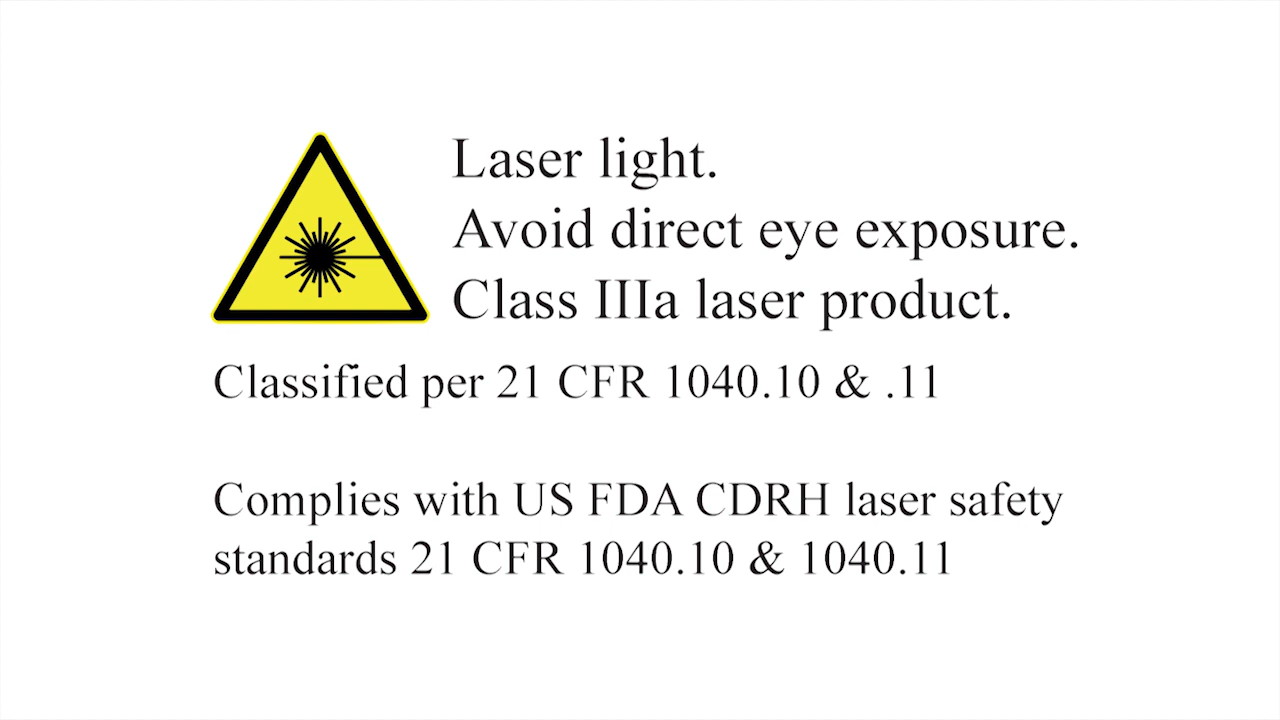 Laser light.
Avoid direct eye exposure.
Class IIIa laser product.
Classified per 21 CFR 1040.10 & .11
Complies with US FDA CDRH laser safety
standards 21 CFR 1040.10 & 1040.11